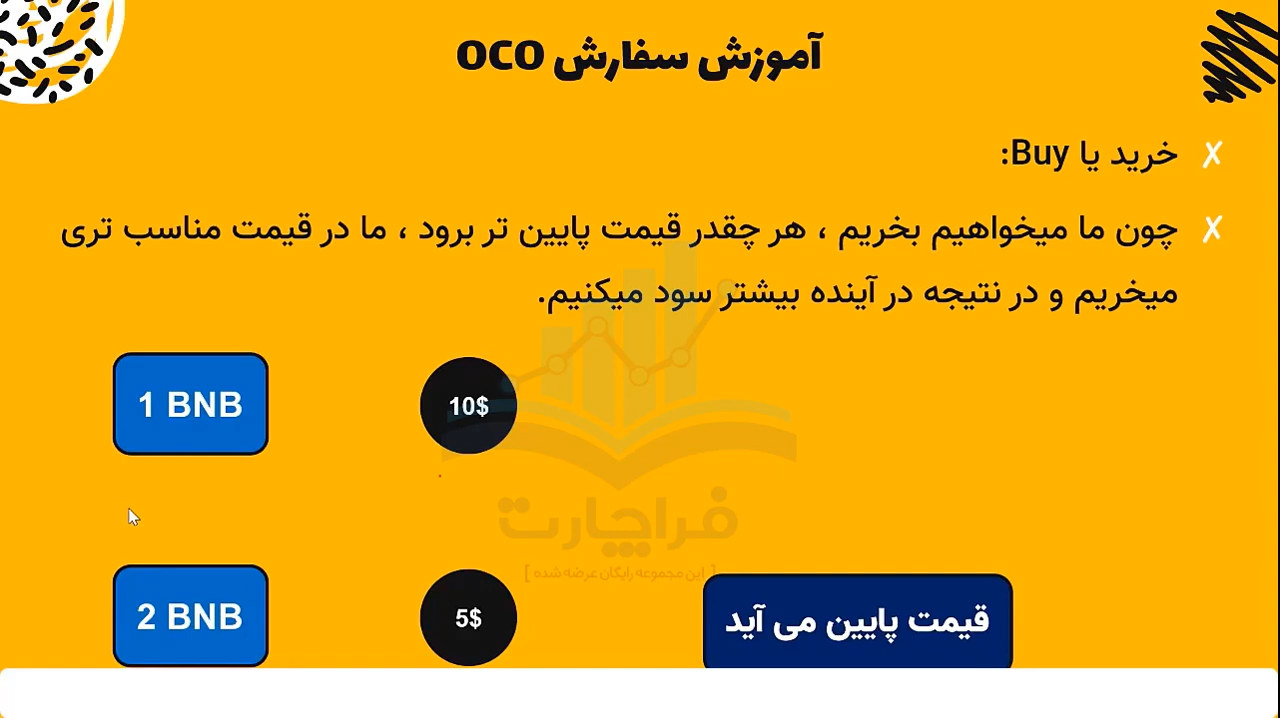 آموزش سفارش OCO
خرید یا Buy:
چون ما میخواهیم بخریم ، هر چقدر قیمت پایین تر برود ، ما در قیمت مناسب تری
میخریم و در نتیجه در آینده بیشتر سود میکنیم.
1 BNB
10$
فراچارت
[ این مجموعه رایگان عرضه شده ]
2 BNB
5$
قیمت پایین می آید